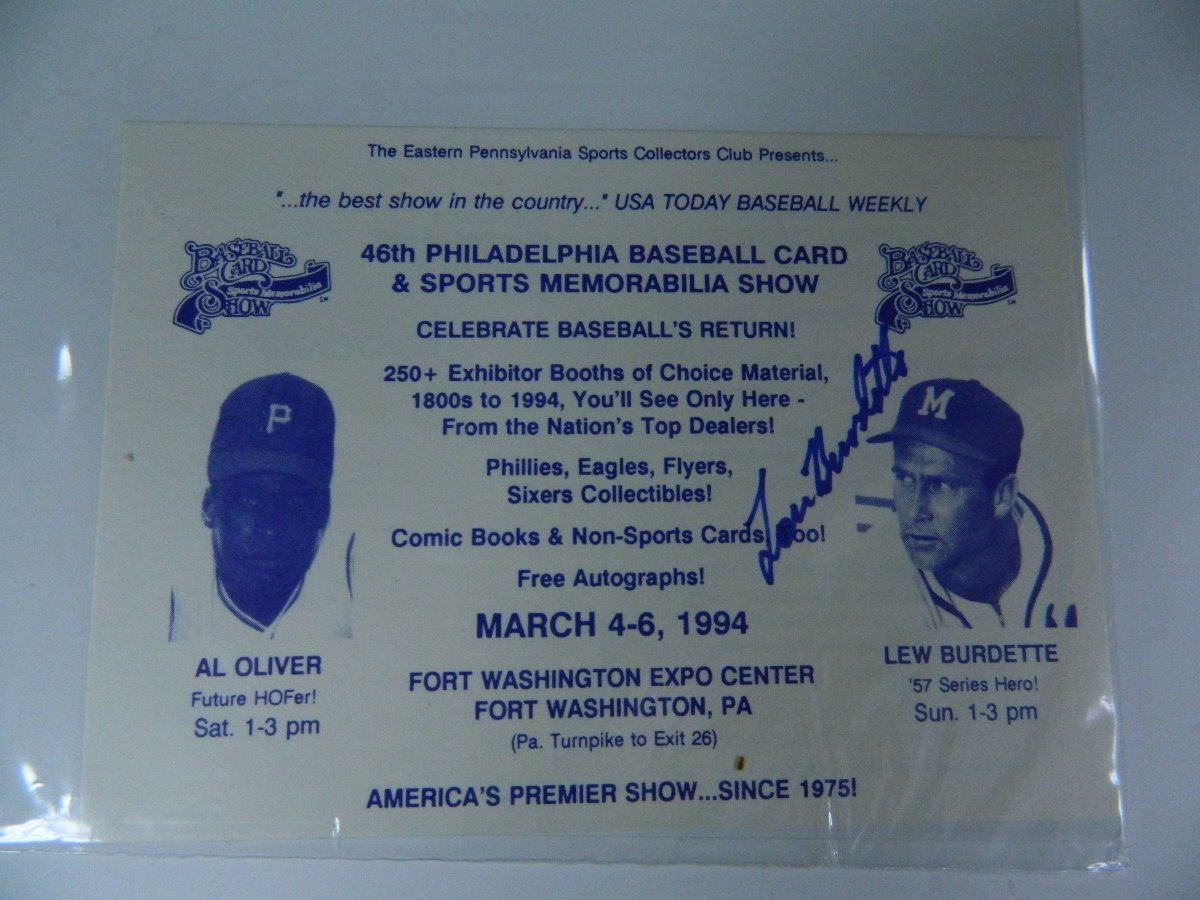 The Eastern Pennsylvania Sports Collectors Club Presents...
"...the best show in the country..." USA TODAY BASEBALL WEEKLY
BASEBALL CARD SHOW Sports Memorabilia SM
46th PHILADELPHIA BASEBALL CARD
& SPORTS MEMORABILIA SHOW
BASEBALL CARD SHOW Sports Memorabilia SM
CELEBRATE BASEBALL'S RETURN!
250+ Exhibitor Booths of Choice Material,
1800s to 1994, You'll See Only Here -
From the Nation's Top Dealers!
Phillies, Eagles, Flyers,
Sixers Collectibles!
Comic Books & Non-Sports Cards, Too!
Free Autographs!
MARCH 4-6, 1994
FORT WASHINGTON EXPO CENTER
FORT WASHINGTON, PA
(Pa. Turnpike to Exit 26)
AMERICA'S PREMIER SHOW...SINCE 1975!
P
AL OLIVER
Future HOFer!
Sat. 1-3 pm
Lou Burdette
M
LEW BURDETTE
'57 Series Hero!
Sun. 1-3 pm